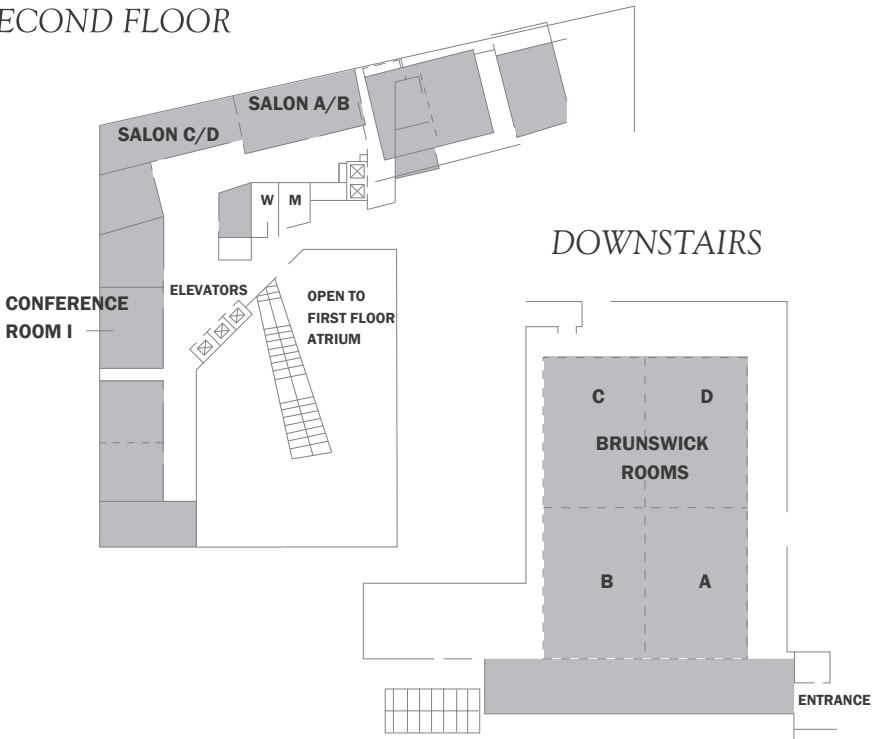 ECOND FLOOR
SALON A/B
SALON C/D
W M
DOWNSTAIRS
ELEVATORS
OPEN TO
FIRST FLOOR
ATRIUM
CONFERENCE
ROOM I
C D
BRUNSWICK
ROOMS
B A
ENTRANCE